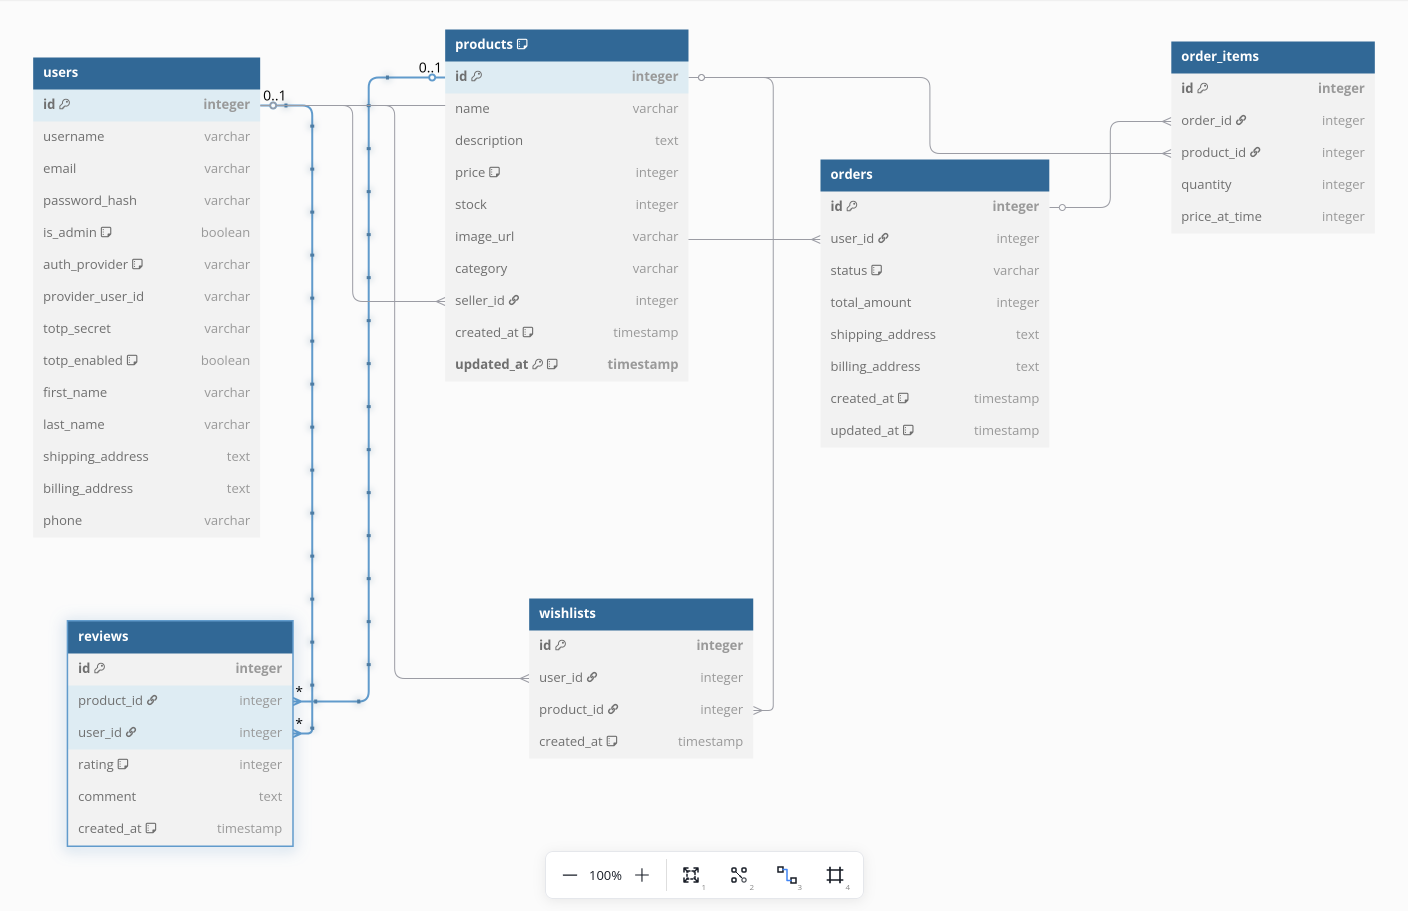 users
id integer
username varchar
email varchar
password_hash varchar
is_admin boolean
auth_provider varchar
provider_user_id varchar
totp_secret varchar
totp_enabled boolean
first_name varchar
last_name varchar
shipping_address text
billing_address text
phone varchar
0..1
0..1
products
id integer
name varchar
description text
price integer
stock integer
image_url varchar
category varchar
seller_id integer
created_at timestamp
updated_at timestamp
orders
id integer
user_id integer
status varchar
total_amount integer
shipping_address text
billing_address text
created_at timestamp
updated_at timestamp
order_items
id integer
order_id integer
product_id integer
quantity integer
price_at_time integer
reviews
id integer
product_id integer *
user_id integer *
rating integer
comment text
created_at timestamp
wishlists
id integer
user_id integer
product_id integer
created_at timestamp
100%
1 2 3 4